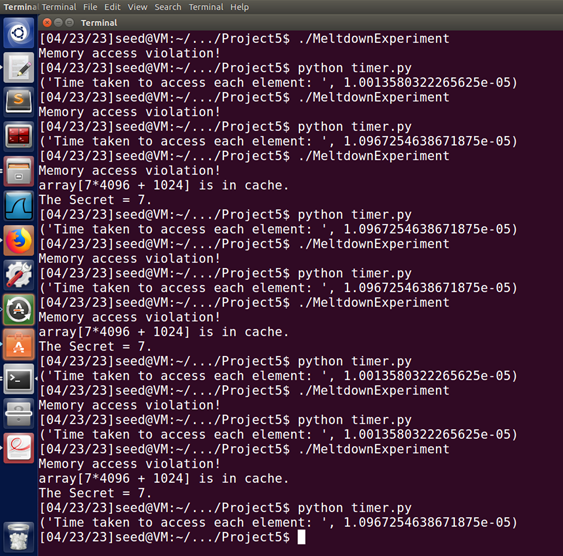 Terminal Terminal File Edit View Search Terminal Help
Terminal
[04/23/23]seed@VM:~/.../Project5$ ./MeltdownExperiment
Memory access violation!
[04/23/23]seed@VM:~/.../Project5$ python timer.py
('Time taken to access each element: ', 1.0013580322265625e-05)
[04/23/23]seed@VM:~/.../Project5$ ./MeltdownExperiment
Memory access violation!
[04/23/23]seed@VM:~/.../Project5$ python timer.py
('Time taken to access each element: ', 1.0967254638671875e-05)
[04/23/23]seed@VM:~/.../Project5$ ./MeltdownExperiment
Memory access violation!
array[7*4096 + 1024] is in cache.
The Secret = 7.
[04/23/23]seed@VM:~/.../Project5$ python timer.py
('Time taken to access each element: ', 1.0967254638671875e-05)
[04/23/23]seed@VM:~/.../Project5$ ./MeltdownExperiment
Memory access violation!
[04/23/23]seed@VM:~/.../Project5$ python timer.py
('Time taken to access each element: ', 1.0967254638671875e-05)
[04/23/23]seed@VM:~/.../Project5$ ./MeltdownExperiment
Memory access violation!
array[7*4096 + 1024] is in cache.
The Secret = 7.
[04/23/23]seed@VM:~/.../Project5$ python timer.py
('Time taken to access each element: ', 1.0013580322265625e-05)
[04/23/23]seed@VM:~/.../Project5$ ./MeltdownExperiment
Memory access violation!
[04/23/23]seed@VM:~/.../Project5$ python timer.py
('Time taken to access each element: ', 1.0013580322265625e-05)
[04/23/23]seed@VM:~/.../Project5$ ./MeltdownExperiment
Memory access violation!
array[7*4096 + 1024] is in cache.
The Secret = 7.
[04/23/23]seed@VM:~/.../Project5$ python timer.py
('Time taken to access each element: ', 1.0967254638671875e-05)
[04/23/23]seed@VM:~/.../Project5$